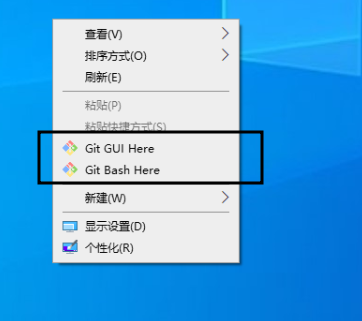 查看(V)
排序方式(O)
刷新(E)
粘贴(P)
粘贴快捷方式(S)
Git GUI Here
Git Bash Here
新建(W)
显示设置(D)
个性化(R)